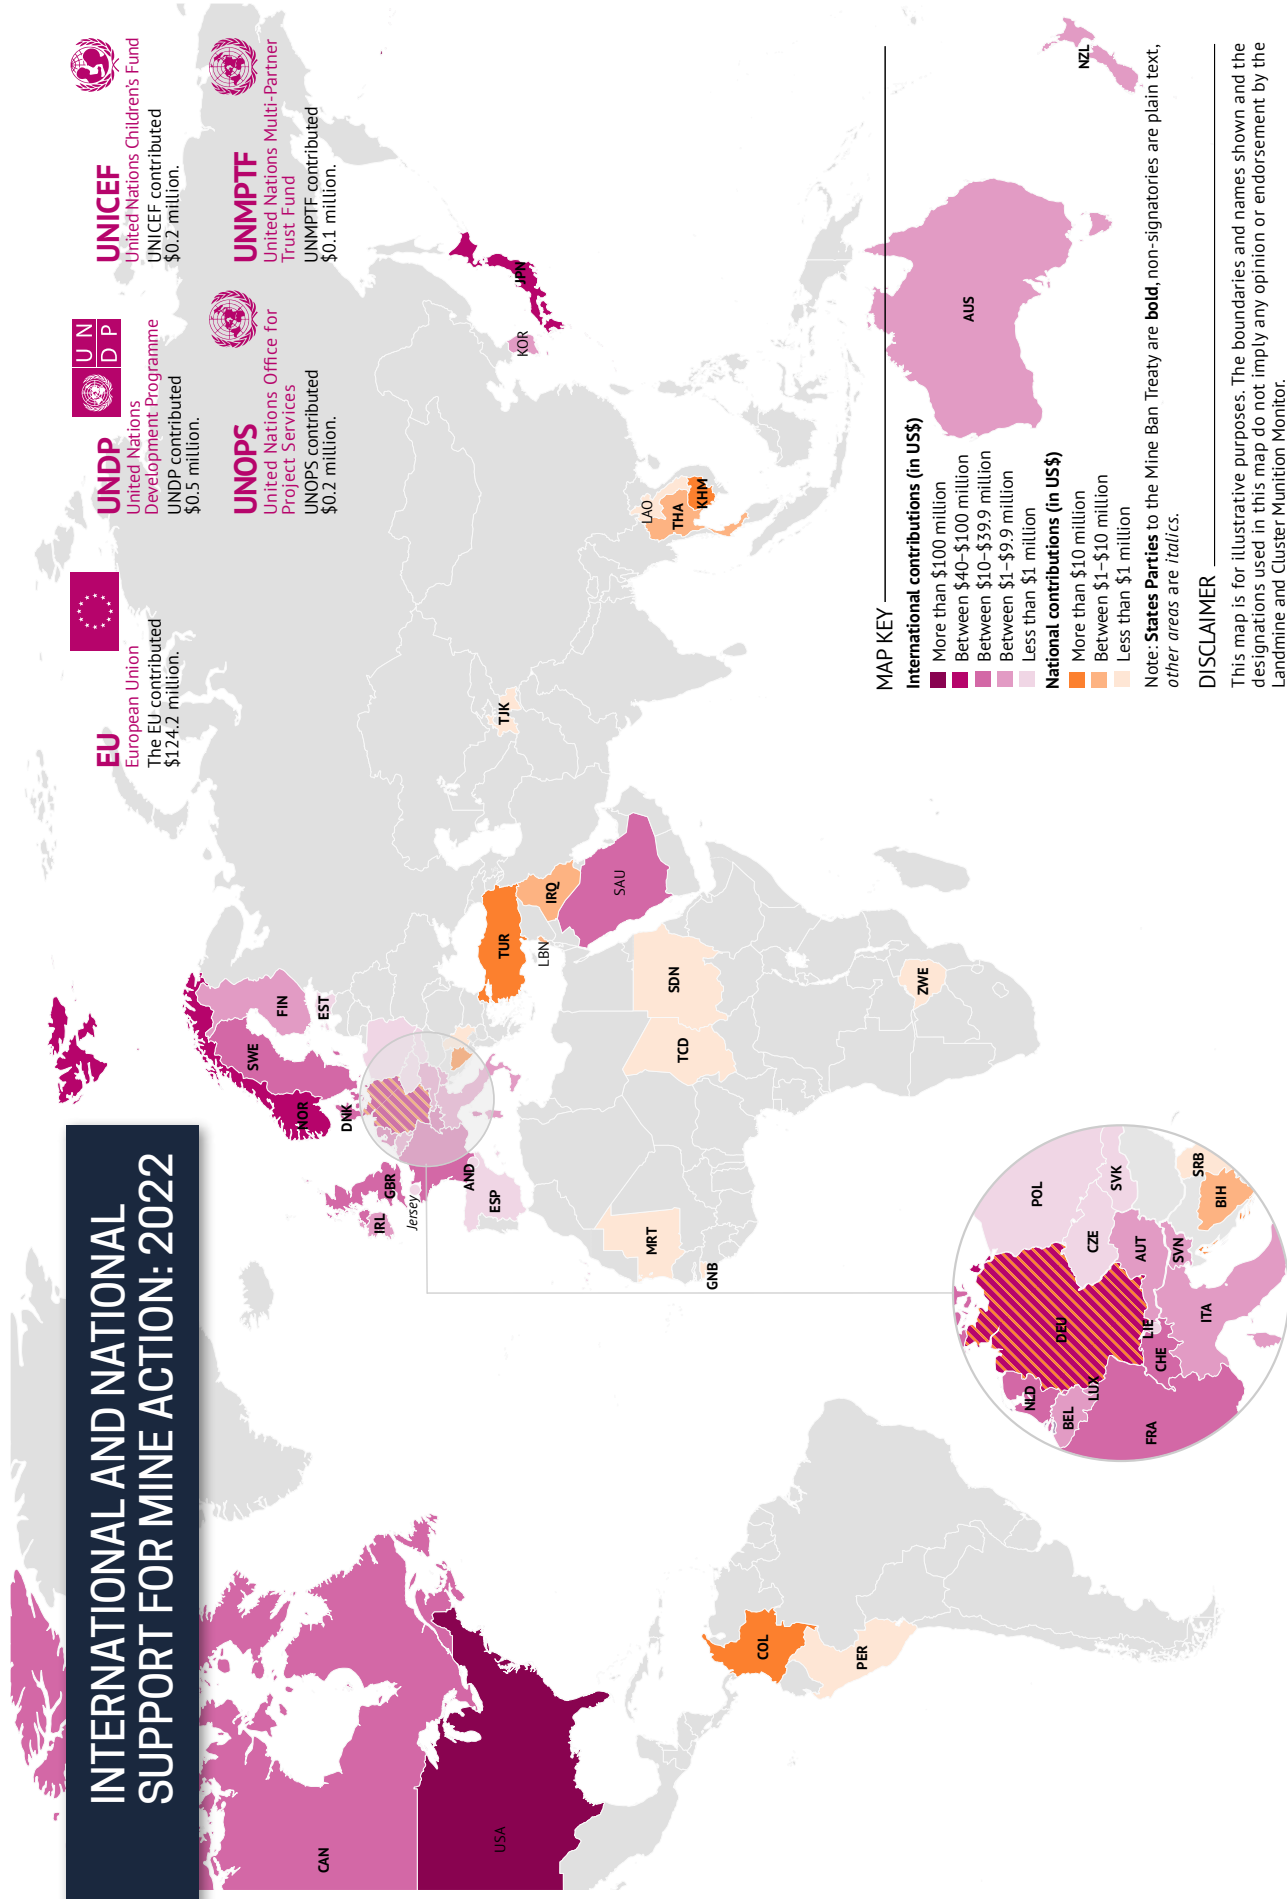 INTERNATIONAL AND NATIONAL
SUPPORT FOR MINE ACTION: 2022
EU
European Union
The EU contributed
$124.2 million.
UNDP
United Nations
Development Programme
UNDP contributed
$0.5 million.
U N
D P
UNICEF
United Nations Children's Fund
UNICEF contributed
$0.2 million.
UNOPS
United Nations Office for
Project Services
UNOPS contributed
$0.2 million.
UNMPTF
United Nations Multi-Partner
Trust Fund
UNMPTF contributed
$0.1 million.
CAN
USA
COL
PER
NOR
SWE
FIN
EST
DNK
GBR
IRL
Jersey
AND
ESP
TUR
LBN
IRQ
SAU
TJK
MRT
GNB
TCD
SDN
ZWE
LAO
THA
KHM
KOR
JPN
AUS
NZL
POL
SVK
CZE
DEU
AUT
SVN
SRB
BIH
LIE
CHE
ITA
NLD
BEL
LUX
FRA
MAP KEY
International contributions (in US$)
More than $100 million
Between $40–$100 million
Between $10–$39.9 million
Between $1–$9.9 million
Less than $1 million
National contributions (in US$)
More than $10 million
Between $1–$10 million
Less than $1 million
Note: States Parties to the Mine Ban Treaty are bold, non-signatories are plain text,
other areas are italics.
DISCLAIMER
This map is for illustrative purposes. The boundaries and names shown and the
designations used in this map do not imply any opinion or endorsement by the
Landmine and Cluster Munition Monitor.